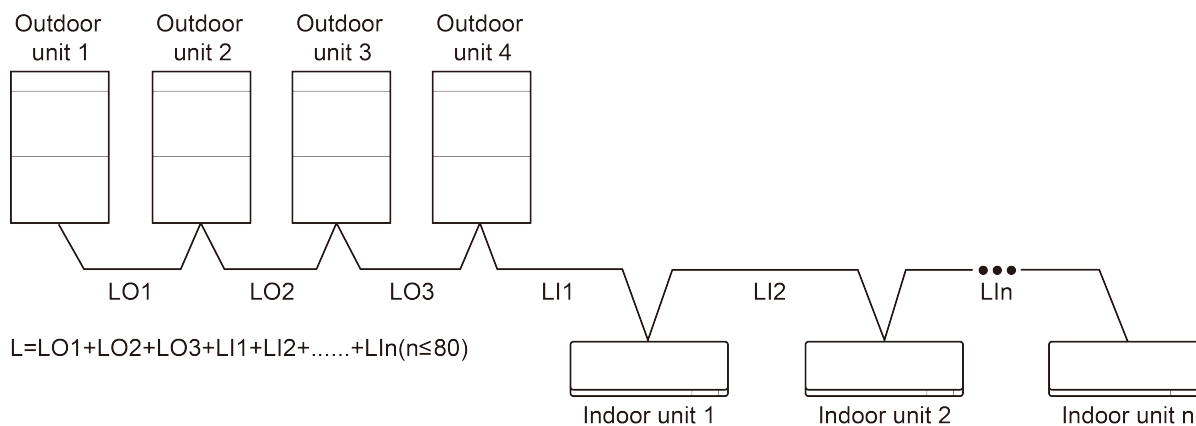 Outdoor
unit 1
Outdoor
unit 2
Outdoor
unit 3
Outdoor
unit 4
LO1
LO2
LO3
LI1
LI2
LIn
L=LO1+LO2+LO3+LI1+LI2+......+LIn(n≤80)
Indoor unit 1
Indoor unit 2
Indoor unit n